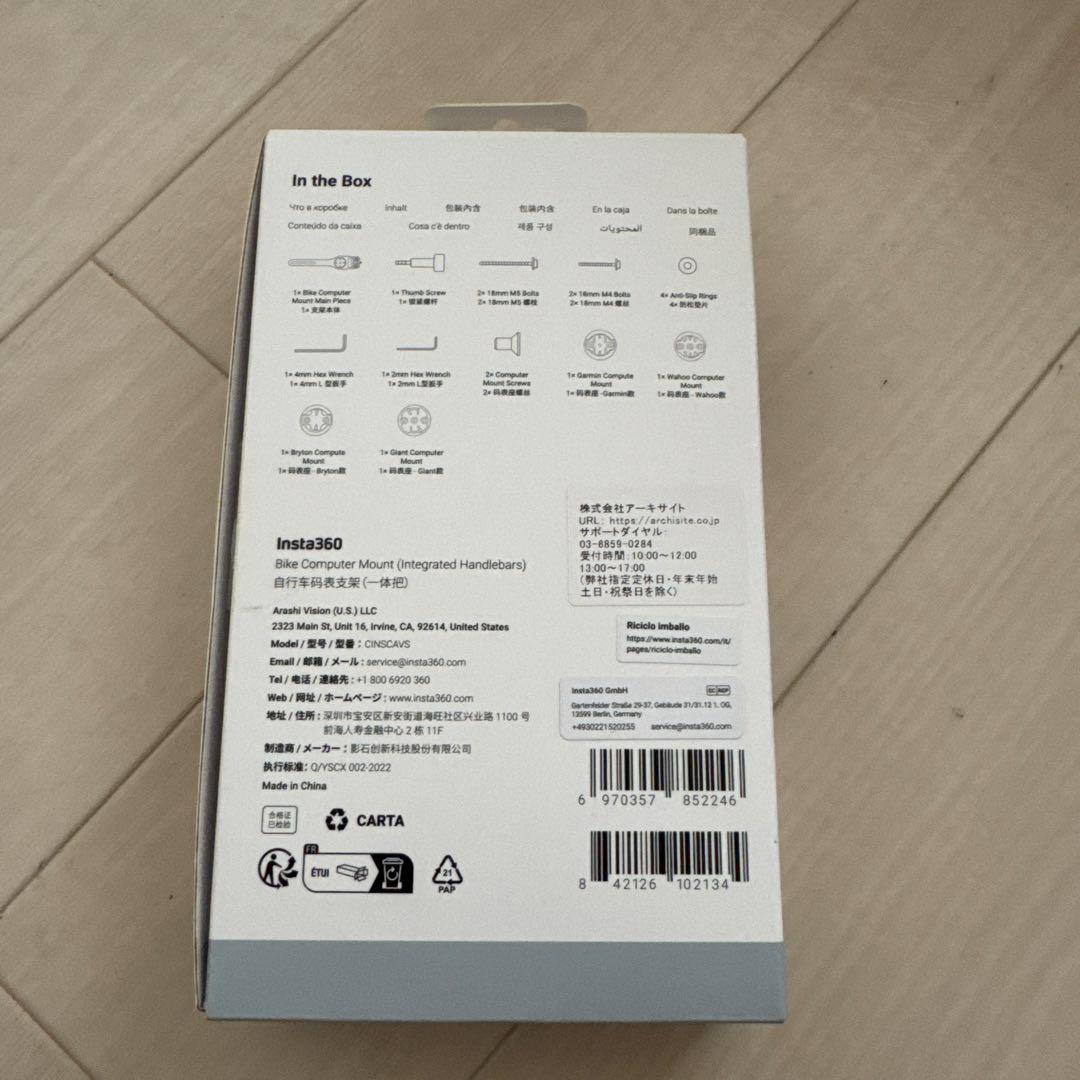 In the Box
Что в коробке Inhalt 包装内含 包装內含 En la caja Dans la boîte
Conteúdo da caixa Cosa c'è dentro 제품 구성 المحتويات 同梱品
1× Bike Computer
Mount Main Piece
1× 支架本体
1× Thumb Screw
1× 锁紧螺杆
2× 18mm M5 Bolts
2× 18mm M5 螺栓
2× 18mm M4 Bolts
2× 18mm M4 螺丝
4× Anti-Slip Rings
4× 防松垫片
1× 4mm Hex Wrench
1× 4mm L 型扳手
1× 2mm Hex Wrench
1× 2mm L型扳手
2× Computer
Mount Screws
2× 码表座螺丝
1× Garmin Compute
Mount
1× 码表座 - Garmin款
1× Wahoo Computer
Mount
1× 码表座 - Wahoo款
1× Bryton Compute
Mount
1× 码表座 - Bryton款
1× Giant Computer
Mount
1× 码表座 - Giant款
株式会社アーキサイト
URL: https://archisite.co.jp
サポートダイヤル:
03-6859-0284
受付時間:10:00～12:00
13:00～17:00
(弊社指定定休日・年末年始
土日・祝祭日を除く)
Insta360
Bike Computer Mount (Integrated Handlebars)
自行车码表支架 (一体把)
Arashi Vision (U.S.) LLC
2323 Main St, Unit 16, Irvine, CA, 92614, United States
Model / 型号 / 型番: CINSCAVS
Email / 邮箱 / メール: service@insta360.com
Tel / 电话 / 連絡先: +1 800 6920 360
Web / 网址 / ホームページ: www.insta360.com
地址 / 住所: 深圳市宝安区新安街道海旺社区兴业路 1100 号
前海人寿金融中心 2 栋 11F
制造商 / メーカー: 影石创新科技股份有限公司
执行标准: Q/YSCX 002-2022
Made in China
Riciclo imballo
https://www.insta360.com/it/
pages/riciclo-imballo
Insta360 GmbH EC REP
Gartenfelder Straße 29-37, Gebäude 31/31.12 1. OG,
13599 Berlin, Germany
+4930221520255 service@insta360.com
6 970357 852246
合格证
已检验
CARTA
FR
ÉTUI
21
PAP
8 42126 102134